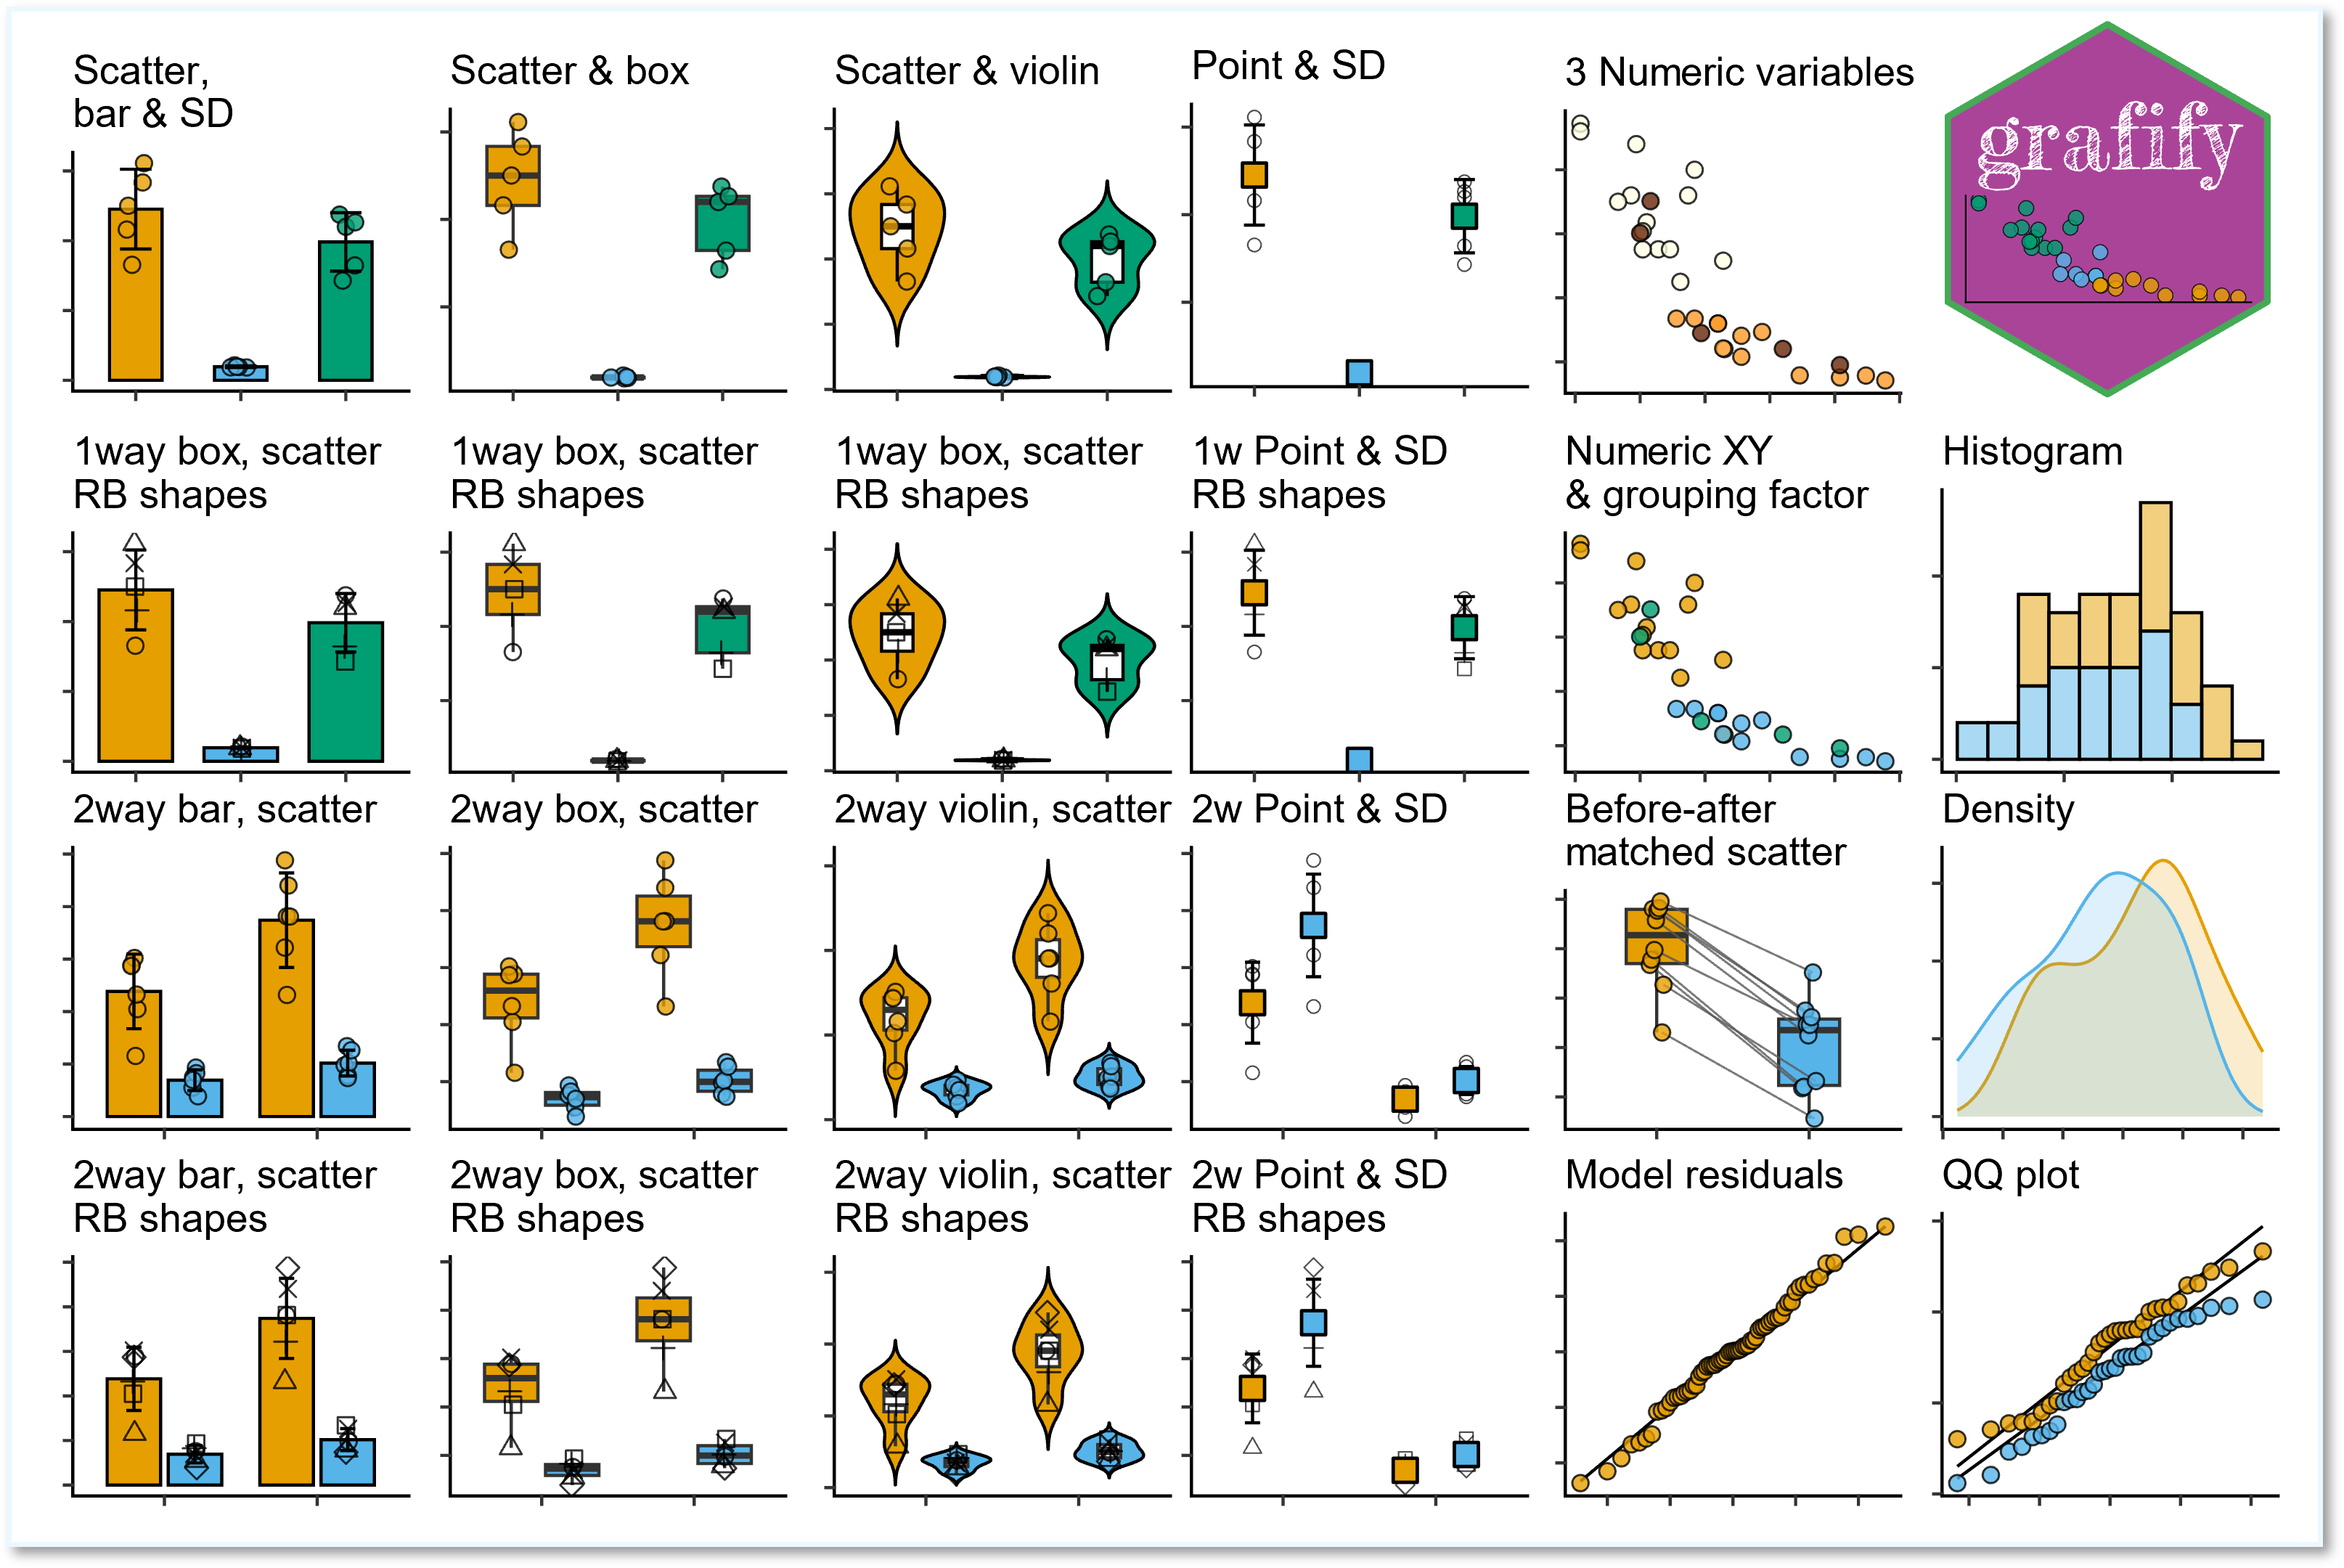 Scatter,
bar & SD
Scatter & box
Scatter & violin
Point & SD
3 Numeric variables
grafify
1way box, scatter
RB shapes
1way box, scatter
RB shapes
1way box, scatter
RB shapes
1w Point & SD
RB shapes
Numeric XY
& grouping factor
Histogram
2way bar, scatter
2way box, scatter
2way violin, scatter
2w Point & SD
Before-after
matched scatter
Density
2way bar, scatter
RB shapes
2way box, scatter
RB shapes
2way violin, scatter
RB shapes
2w Point & SD
RB shapes
Model residuals
QQ plot